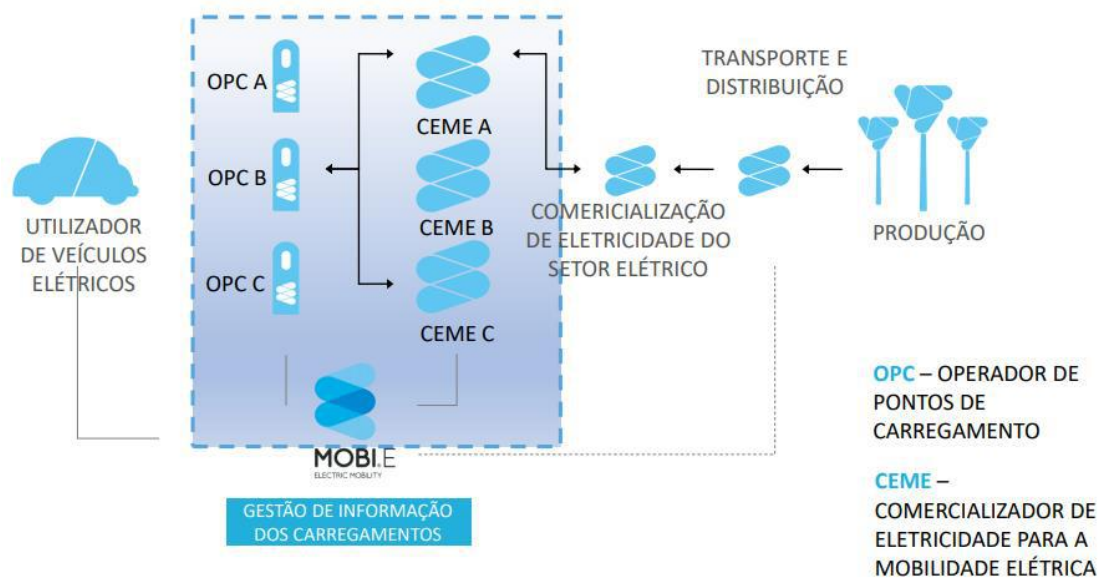 TRANSPORTE E
DISTRIBUIÇÃO
OPC A
CEME A
OPC B
CEME B
OPC C
CEME C
UTILIZADOR
DE VEÍCULOS
ELÉTRICOS
COMERICIALIZAÇÃO
DE ELETRICIDADE DO
SETOR ELÉTRICO
PRODUÇÃO
MOBI.E
ELECTRIC MOBILITY
GESTÃO DE INFORMAÇÃO
DOS CARREGAMENTOS
OPC – OPERADOR DE
PONTOS DE
CARREGAMENTO
CEME –
COMERCIALIZADOR DE
ELETRICIDADE PARA A
MOBILIDADE ELÉTRICA